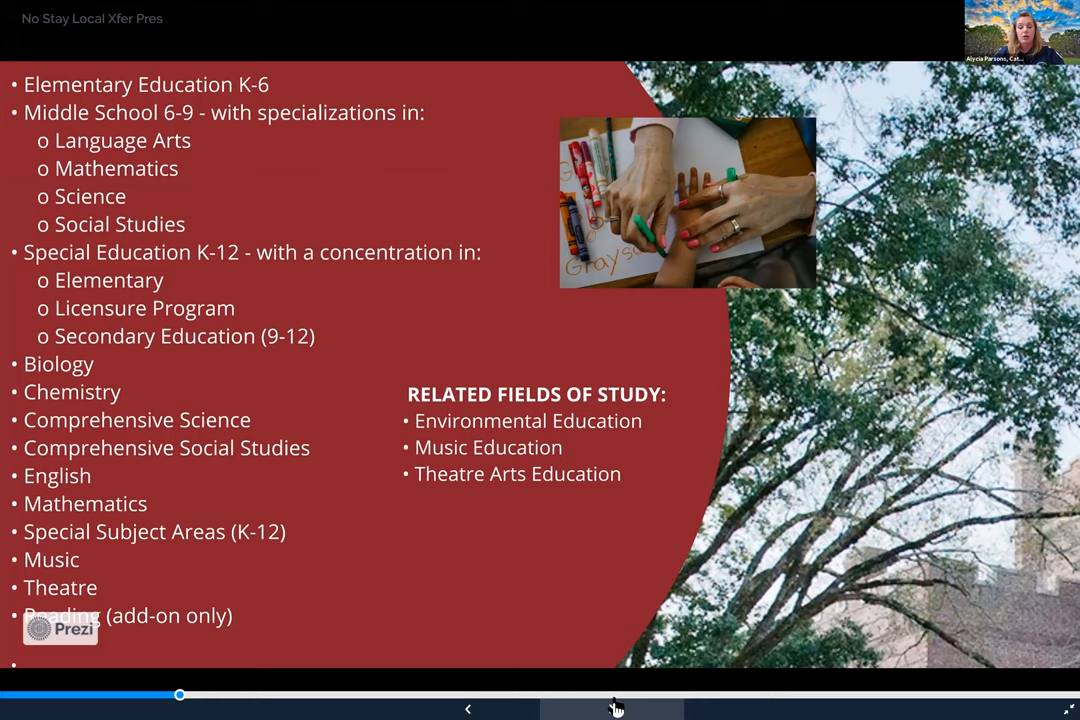 No Stay Local Xfer Pres
Alycia Parsons, Cat...
• Elementary Education K-6
• Middle School 6-9 - with specializations in:
o Language Arts
o Mathematics
o Science
o Social Studies
• Special Education K-12 - with a concentration in:
o Elementary
o Licensure Program
o Secondary Education (9-12)
• Biology
• Chemistry
• Comprehensive Science
• Comprehensive Social Studies
• English
• Mathematics
• Special Subject Areas (K-12)
• Music
• Theatre
• Reading (add-on only)
•
Prezi
RELATED FIELDS OF STUDY:
• Environmental Education
• Music Education
• Theatre Arts Education